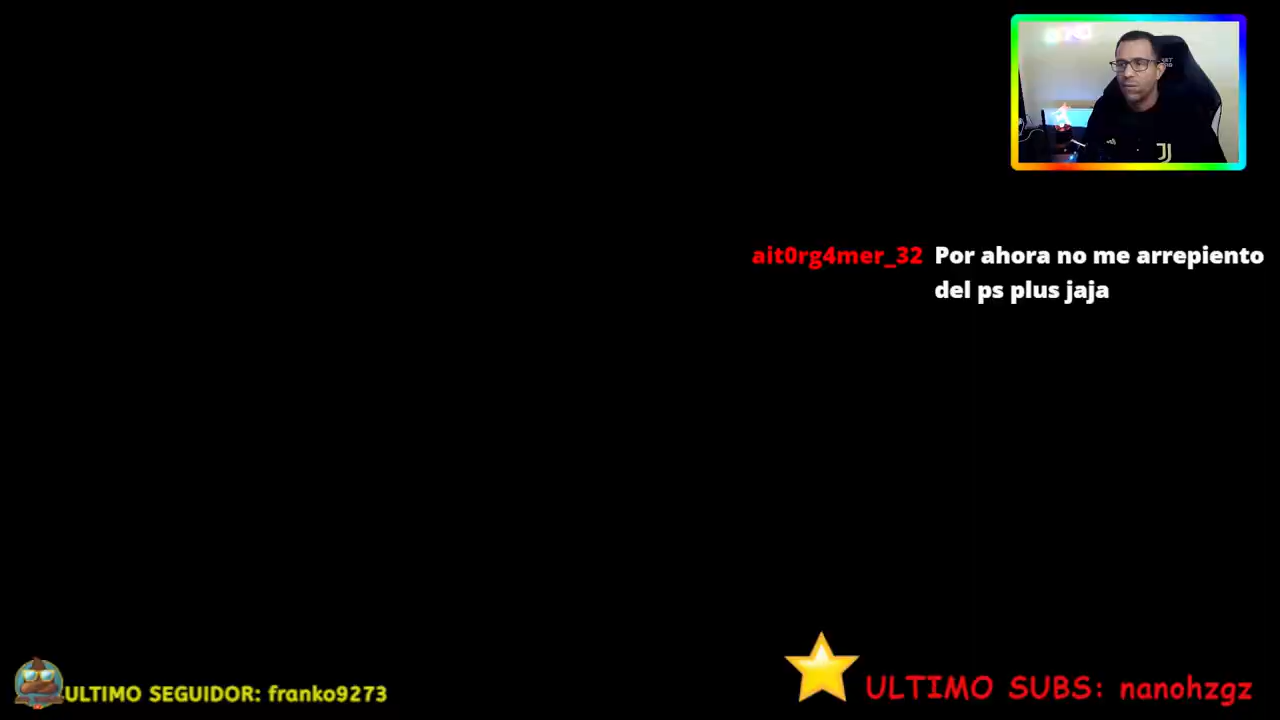 ait0rg4mer_32 Por ahora no me arrepiento
del ps plus jaja
ULTIMO SEGUIDOR: franko9273
ULTIMO SUBS: nanohzgz